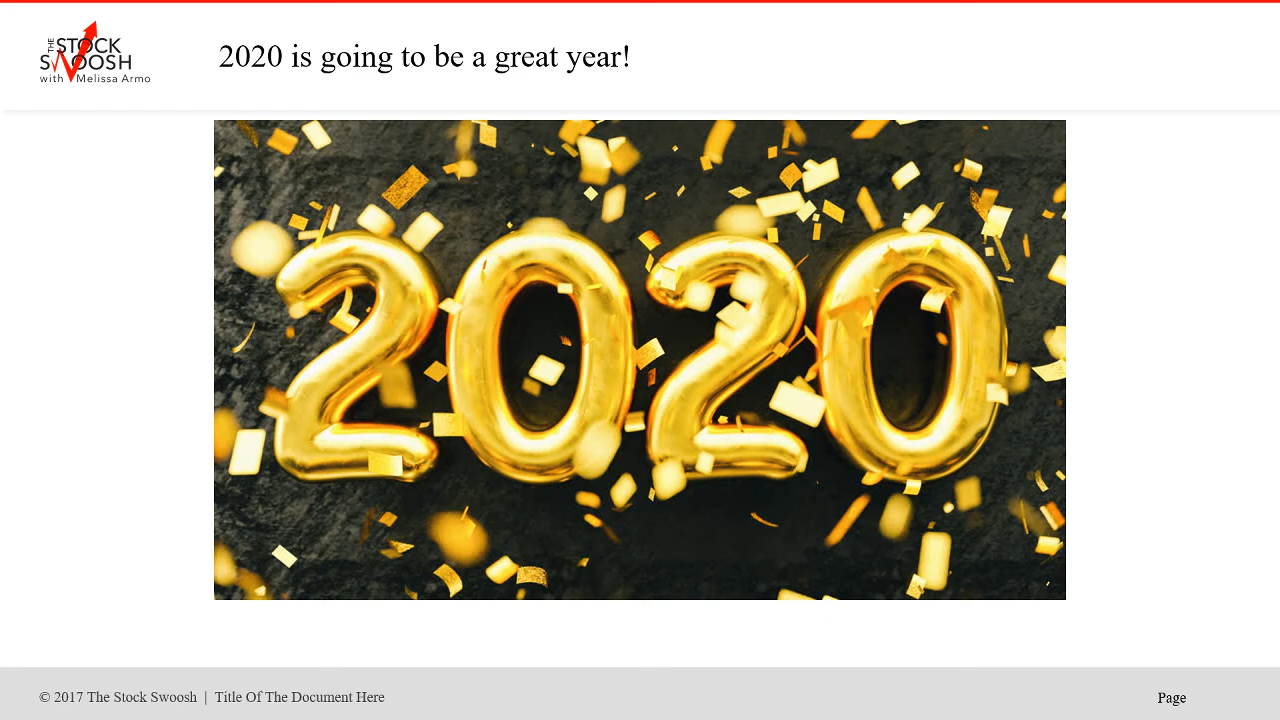 THE STOCK
SWOOSH
with Melissa Armo
2020 is going to be a great year!
2020
© 2017 The Stock Swoosh | Title Of The Document Here
Page